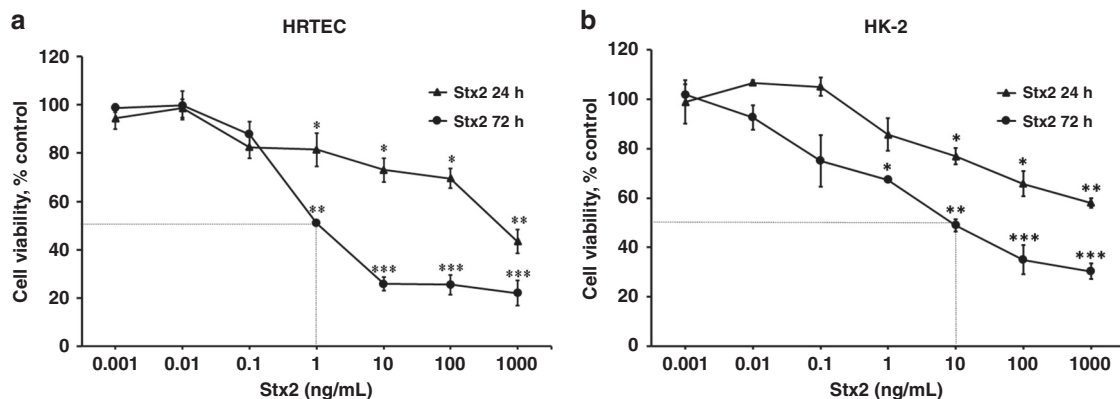 a
HRTEC
120
100
80
60
40
20
0
Cell viability, % control
Stx2 24 h
Stx2 72 h
*
*
*
**
**
***
***
***
0.001 0.01 0.1 1 10 100 1000
Stx2 (ng/mL)
b
HK-2
120
100
80
60
40
20
0
Cell viability, % control
Stx2 24 h
Stx2 72 h
*
*
**
*
**
***
***
0.001 0.01 0.1 1 10 100 1000
Stx2 (ng/mL)